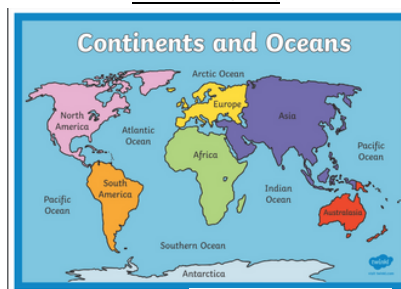 Continents and Oceans
Arctic Ocean
North
America
Atlantic
Ocean
Europe
Asia
Africa
Pacific
Ocean
South
America
Pacific
Ocean
Indian
Ocean
Australasia
Southern Ocean
Antarctica
twinkl